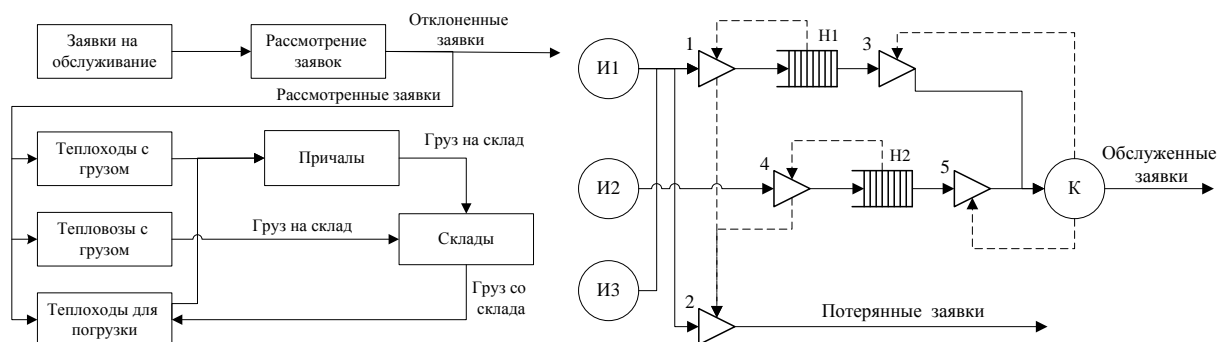 Заявки на
обслуживание
Рассмотрение
заявок
Отклоненные
заявки
Рассмотренные заявки
Теплоходы с
грузом
Причалы
Груз на склад
Тепловозы с
грузом
Груз на склад
Склады
Теплоходы для
погрузки
Груз со
склада
И1
1
Н1
3
И2
4
Н2
5
К
Обслуженные
заявки
И3
2
Потерянные заявки